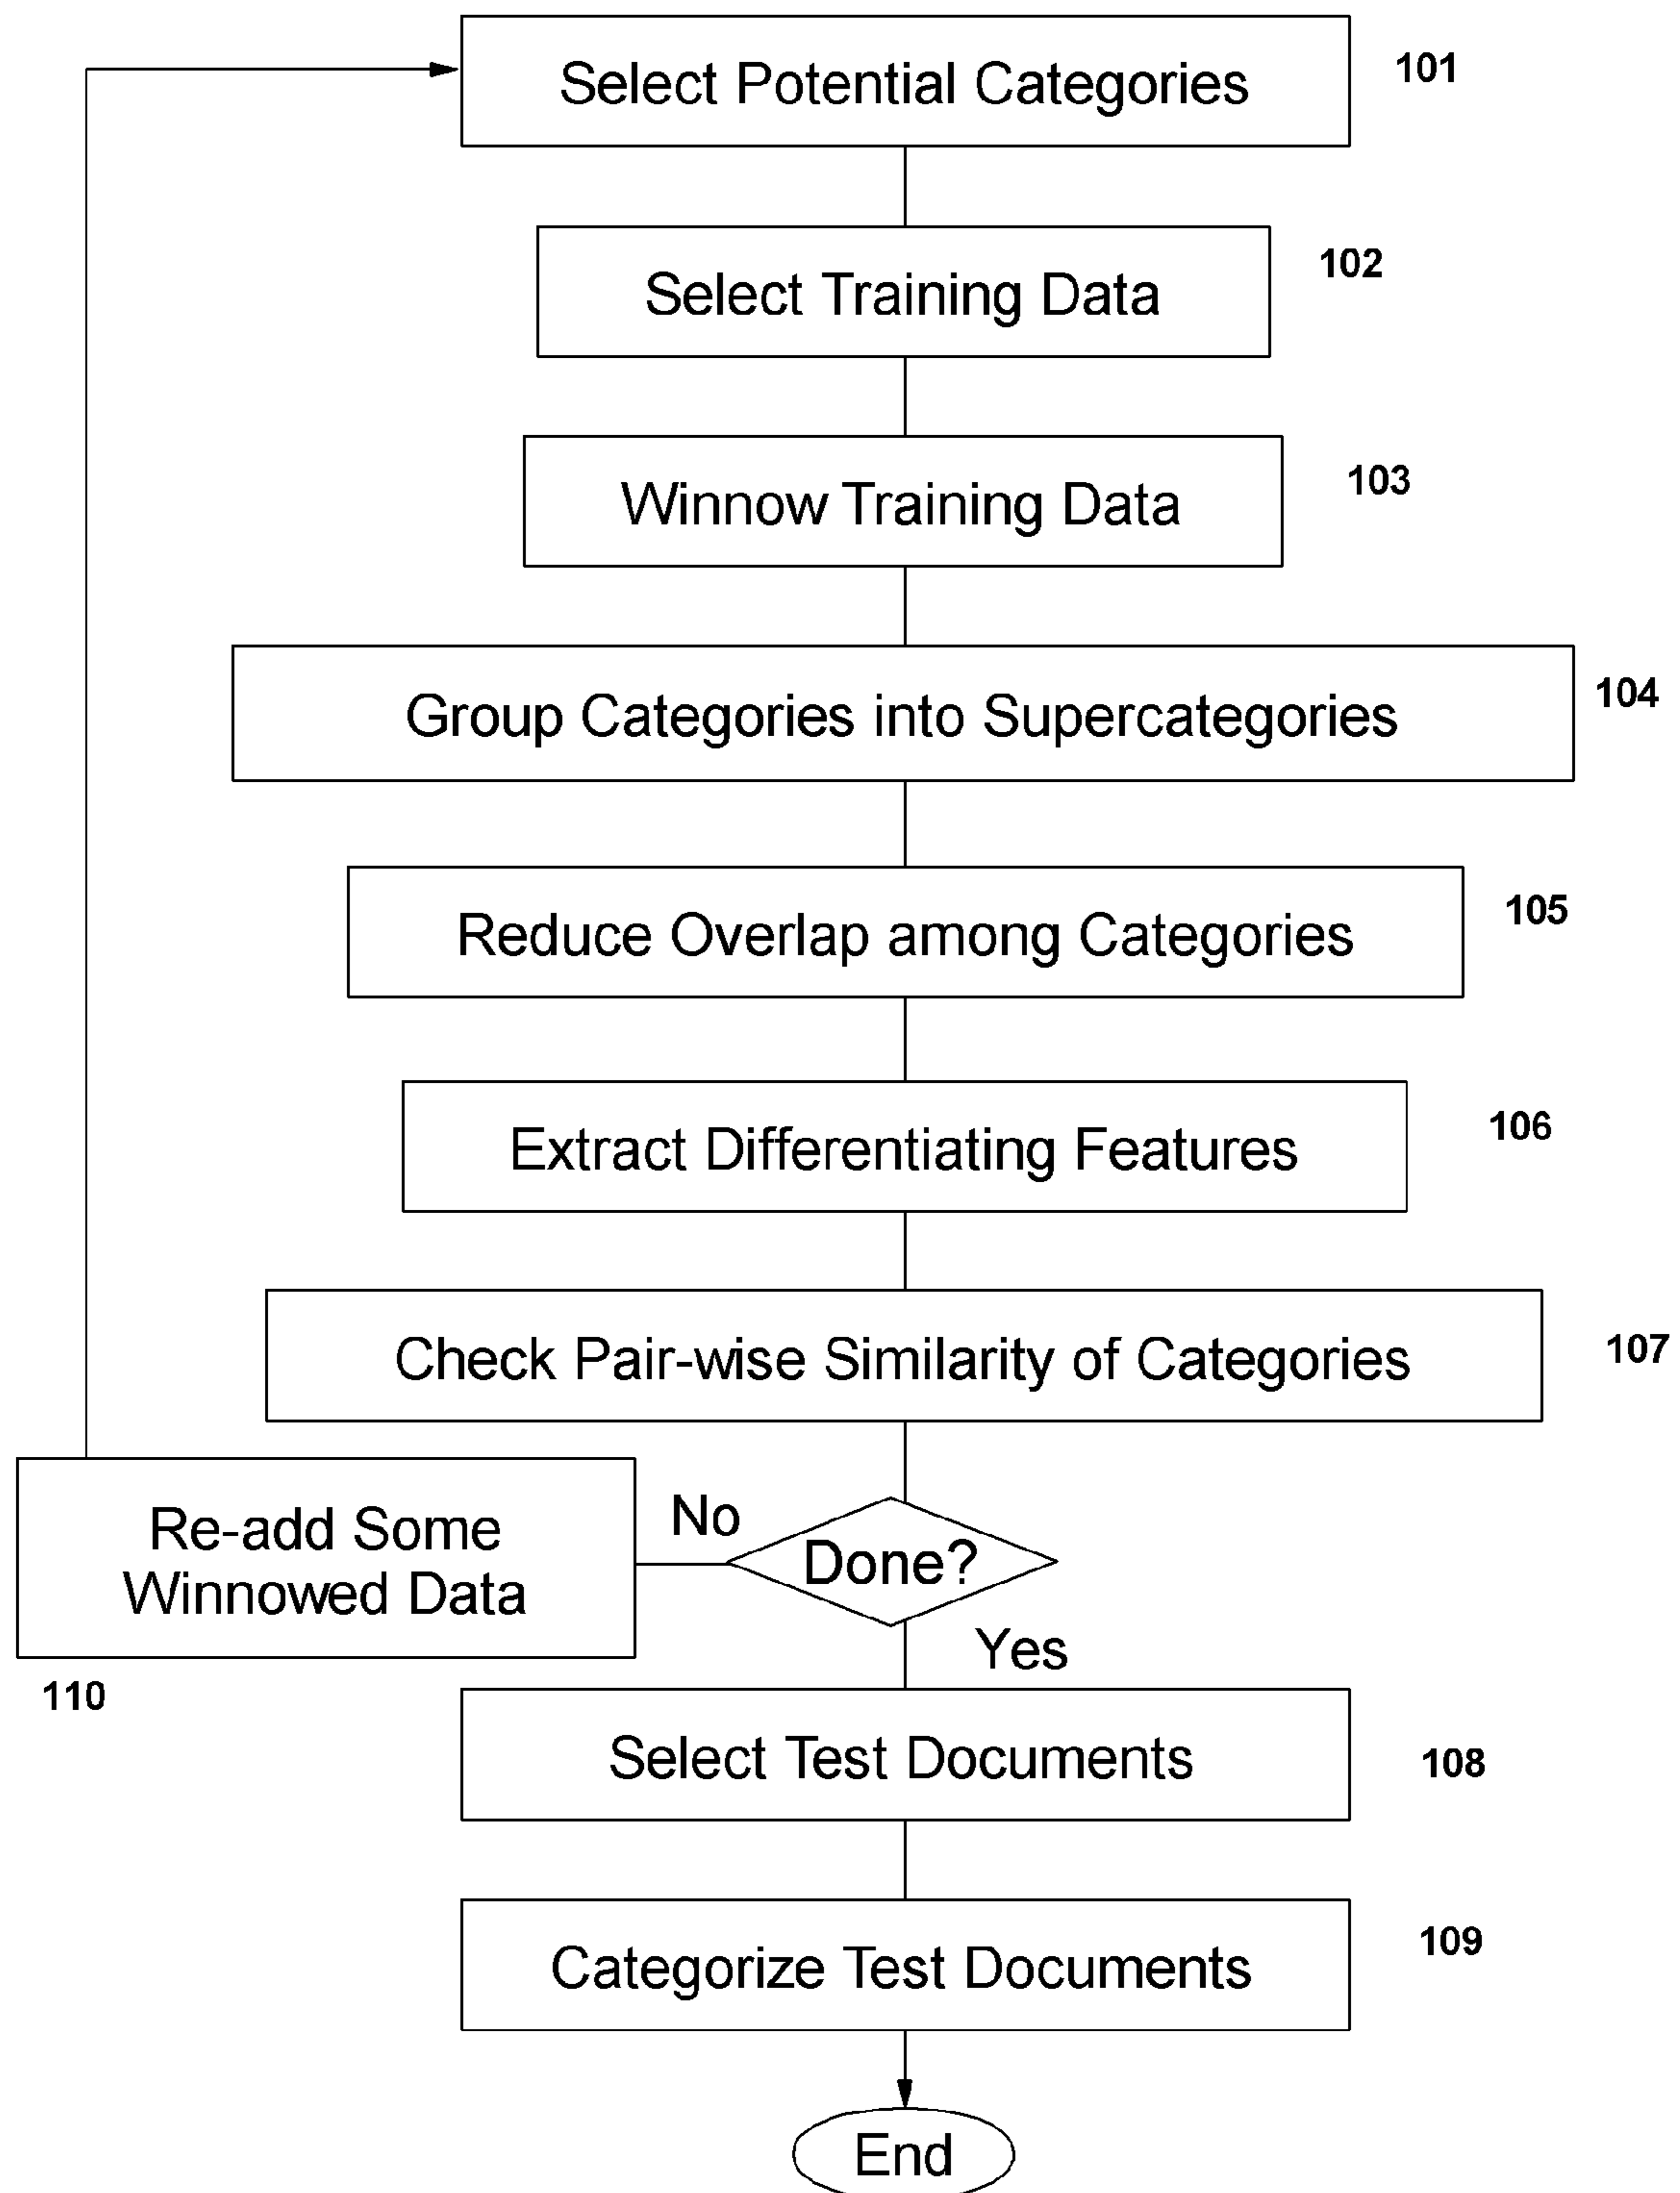 Select Potential Categories
101
Select Training Data
102
Winnow Training Data
103
Group Categories into Supercategories
104
Reduce Overlap among Categories
105
Extract Differentiating Features
106
Check Pair-wise Similarity of Categories
107
Re-add Some
Winnowed Data
110
No
Done?
Yes
Select Test Documents
108
Categorize Test Documents
109
End